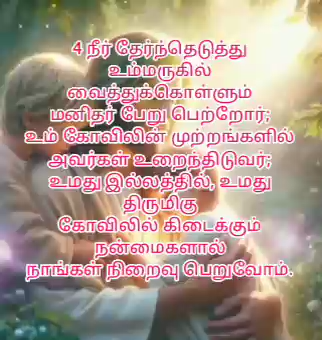 4 நீர் தேர்ந்தெடுத்து
உம்மருகில்
வைத்துக்கொள்ளும்
மனிதர் பேறு பெற்றோர்;
உம் கோவிலின் முற்றங்களில்
அவர்கள் உறைந்திடுவர்;
உமது இல்லத்தில், உமது
திருமிகு
கோவிலில் கிடைக்கும்
நன்மைகளால்
நாங்கள் நிறைவு பெறுவோம்.